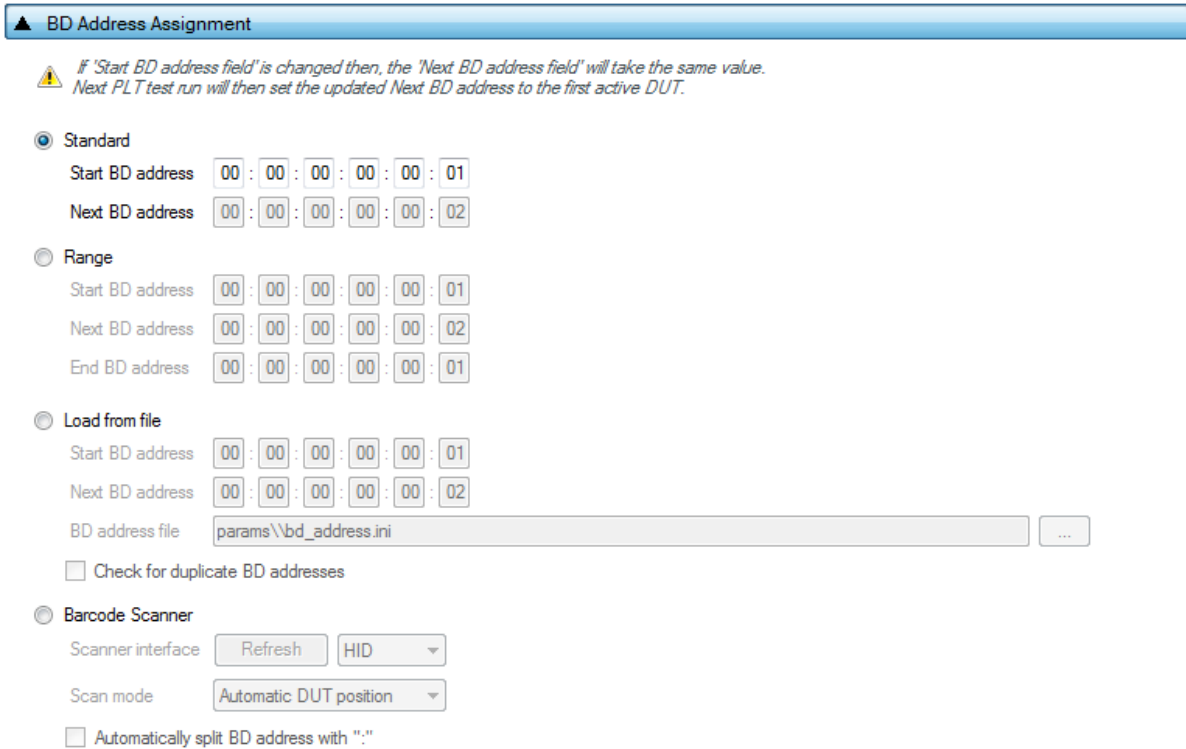 BD Address Assignment
If 'Start BD address field' is changed then, the 'Next BD address field' will take the same value.
Next PLT test run will then set the updated Next BD address to the first active DUT.
Standard
Start BD address 00 : 00 : 00 : 00 : 00 : 01
Next BD address 00 : 00 : 00 : 00 : 00 : 02
Range
Start BD address 00 : 00 : 00 : 00 : 00 : 01
Next BD address 00 : 00 : 00 : 00 : 00 : 02
End BD address 00 : 00 : 00 : 00 : 00 : 01
Load from file
Start BD address 00 : 00 : 00 : 00 : 00 : 01
Next BD address 00 : 00 : 00 : 00 : 00 : 02
BD address file params\\bd_address.ini ...
Check for duplicate BD addresses
Barcode Scanner
Scanner interface Refresh HID
Scan mode Automatic DUT position
Automatically split BD address with ":"